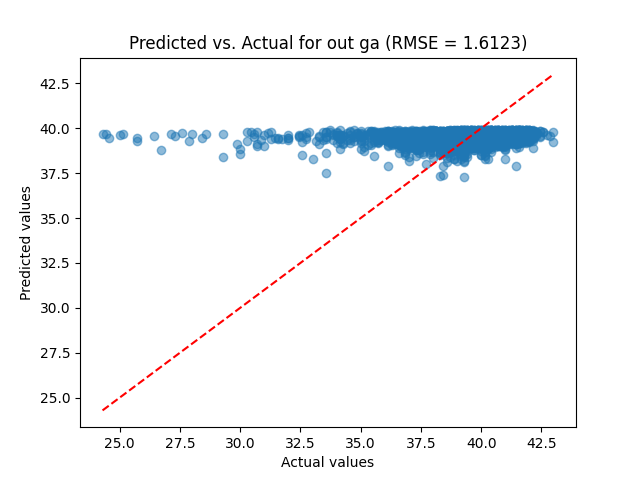 Predicted vs. Actual for out ga (RMSE = 1.6123)
42.5
40.0
37.5
35.0
32.5
30.0
27.5
25.0
Predicted values
25.0 27.5 30.0 32.5 35.0 37.5 40.0 42.5
Actual values